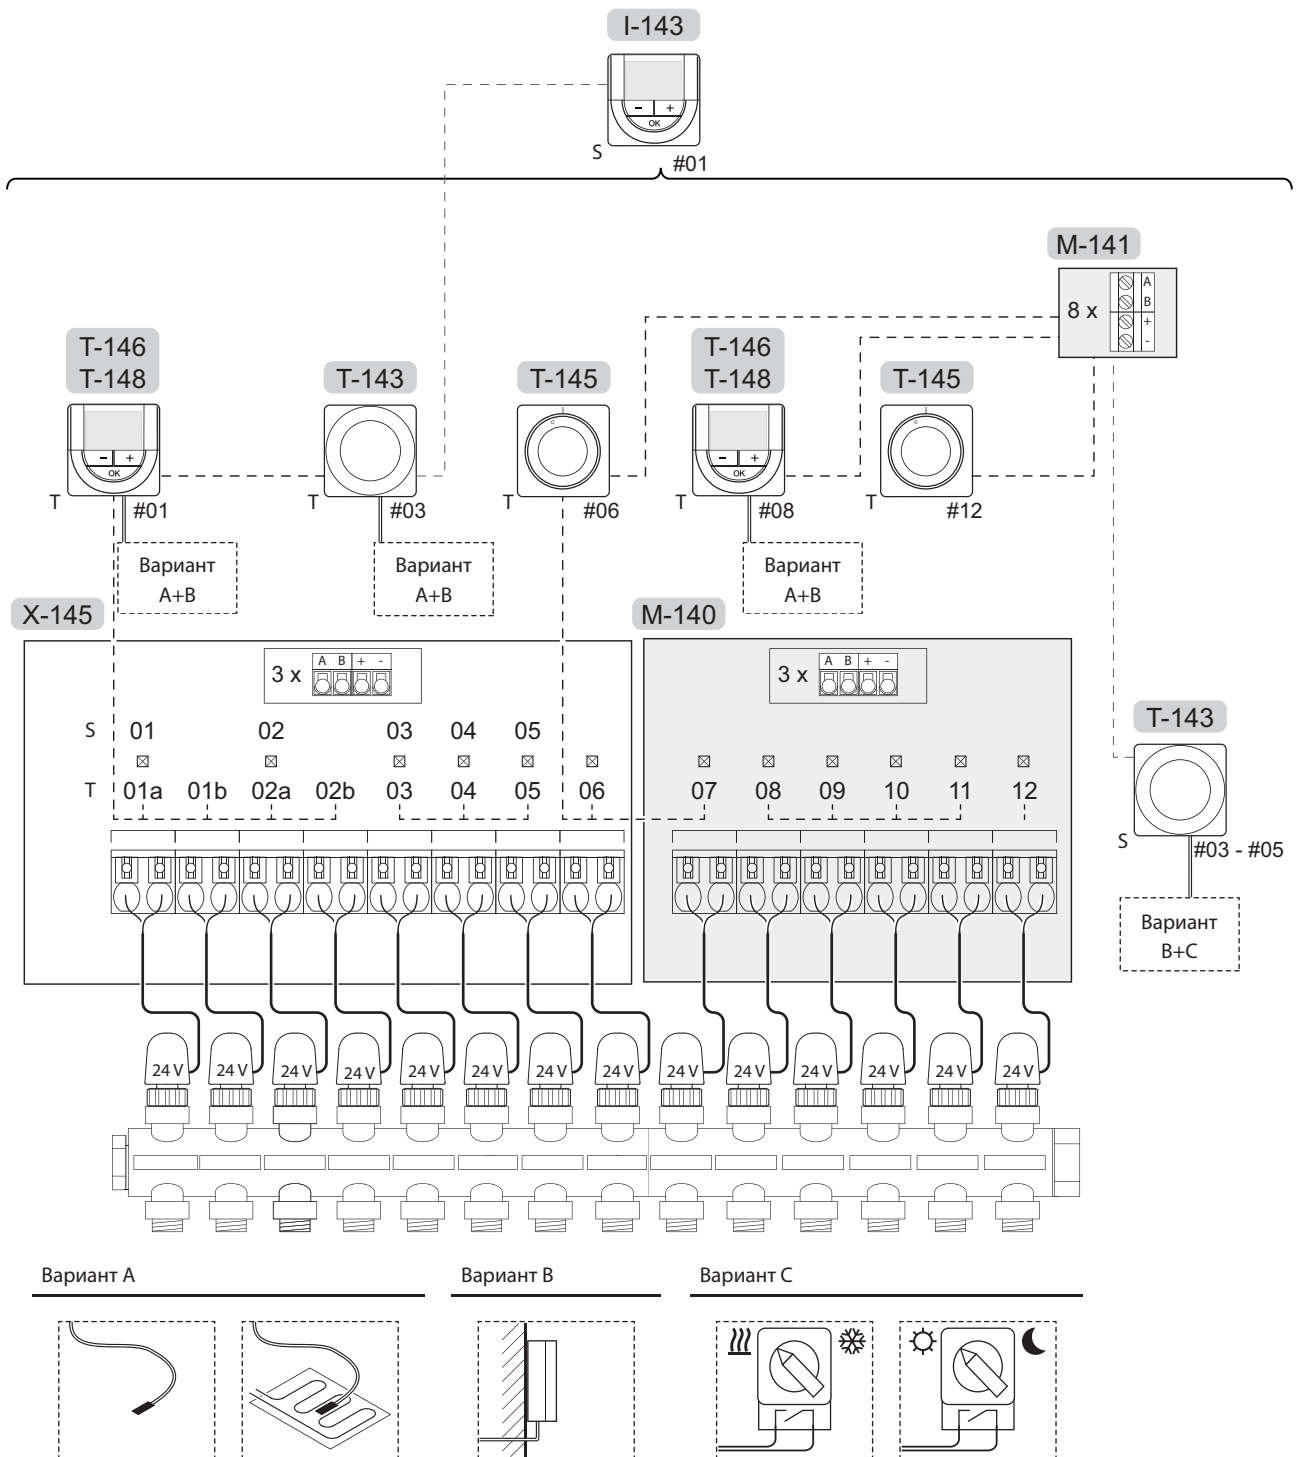 I-143
- +
OK
S
#01
M-141
8 x
A
B
+
-
T-146
T-148
T-143
T-145
T-146
T-148
T-145
- +
OK
- +
OK
T
#01
T
#03
T
#06
T
#08
T
#12
Вариант
A+B
Вариант
A+B
Вариант
A+B
X-145
M-140
3 x
A B + -
3 x
A B + -
S 01 02 03 04 05
T 01a 01b 02a 02b 03 04 05 06 07 08 09 10 11 12
T-143
S
#03 - #05
Вариант
B+C
24 V 24 V 24 V 24 V 24 V 24 V 24 V 24 V 24 V 24 V 24 V 24 V 24 V 24 V
Вариант A
Вариант B
Вариант C